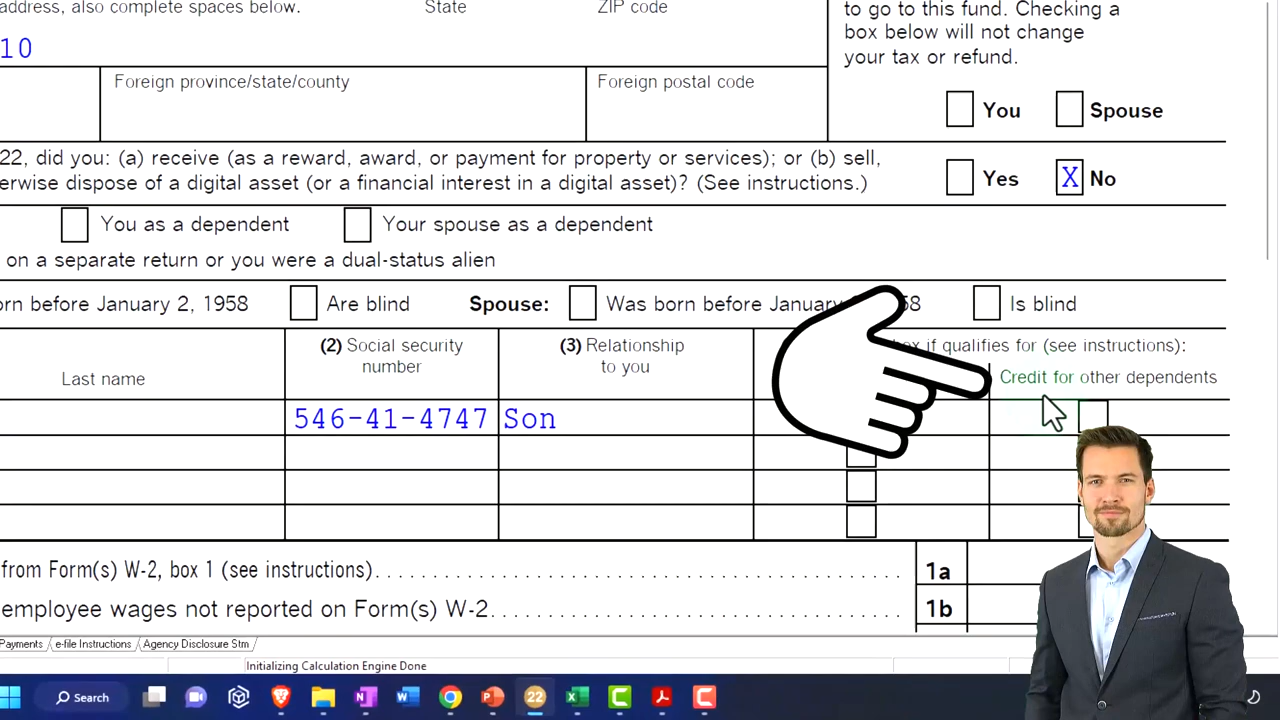 address, also complete spaces below.
State
ZIP code
10
to go to this fund. Checking a
box below will not change
your tax or refund.
Foreign province/state/county
Foreign postal code
You
Spouse
22, did you: (a) receive (as a reward, award, or payment for property or services); or (b) sell,
erwise dispose of a digital asset (or a financial interest in a digital asset)? (See instructions.)
Yes
X No
You as a dependent
Your spouse as a dependent
on a separate return or you were a dual-status alien
orn before January 2, 1958
Are blind
Spouse:
Was born before January
58
Is blind
Last name
(2) Social security
number
(3) Relationship
to you
box if qualifies for (see instructions):
Credit for other dependents
546-41-4747
Son
from Form(s) W-2, box 1 (see instructions)
1a
employee wages not reported on Form(s) W-2
1b
Payments
e-file Instructions
Agency Disclosure Stm
Initializing Calculation Engine Done
Search
22